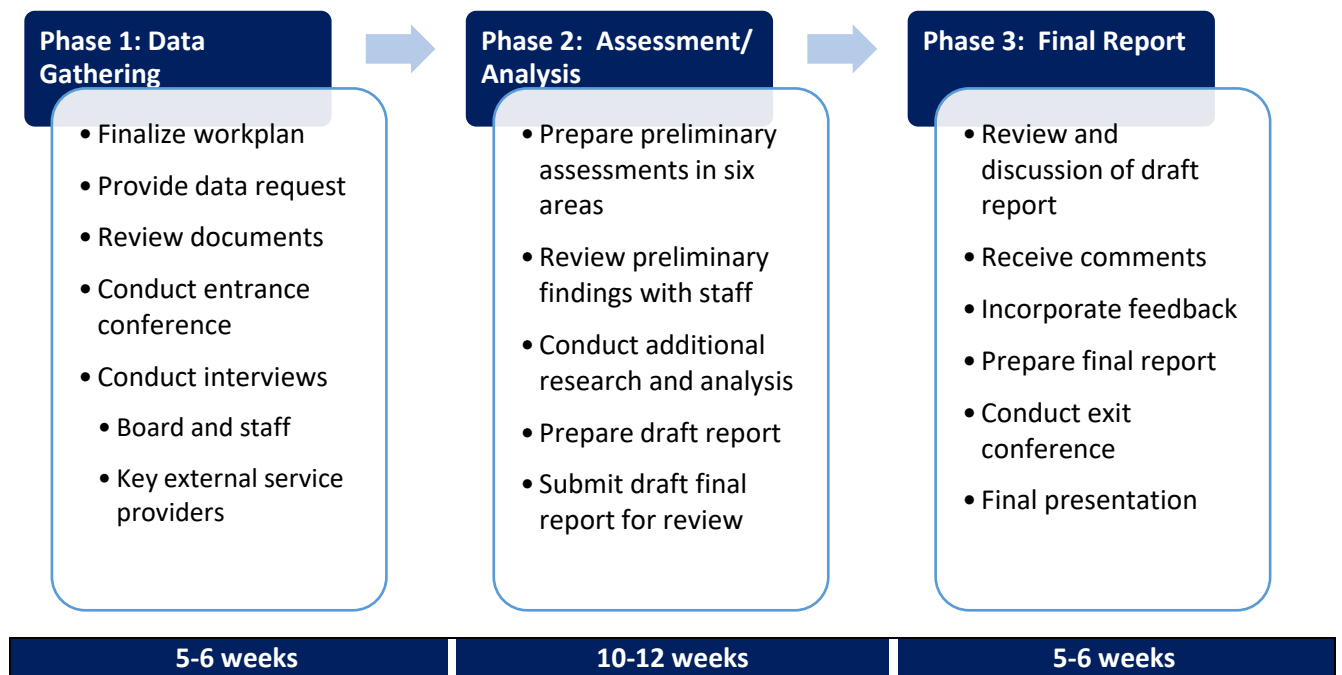 Phase 1: Data
Gathering
• Finalize workplan
• Provide data request
• Review documents
• Conduct entrance
conference
• Conduct interviews
• Board and staff
• Key external service
providers
5-6 weeks
Phase 2:  Assessment/
Analysis
• Prepare preliminary
assessments in six
areas
• Review preliminary
findings with staff
• Conduct additional
research and analysis
• Prepare draft report
• Submit draft final
report for review
10-12 weeks
Phase 3:  Final Report
• Review and
discussion of draft
report
• Receive comments
• Incorporate feedback
• Prepare final report
• Conduct exit
conference
• Final presentation
5-6 weeks